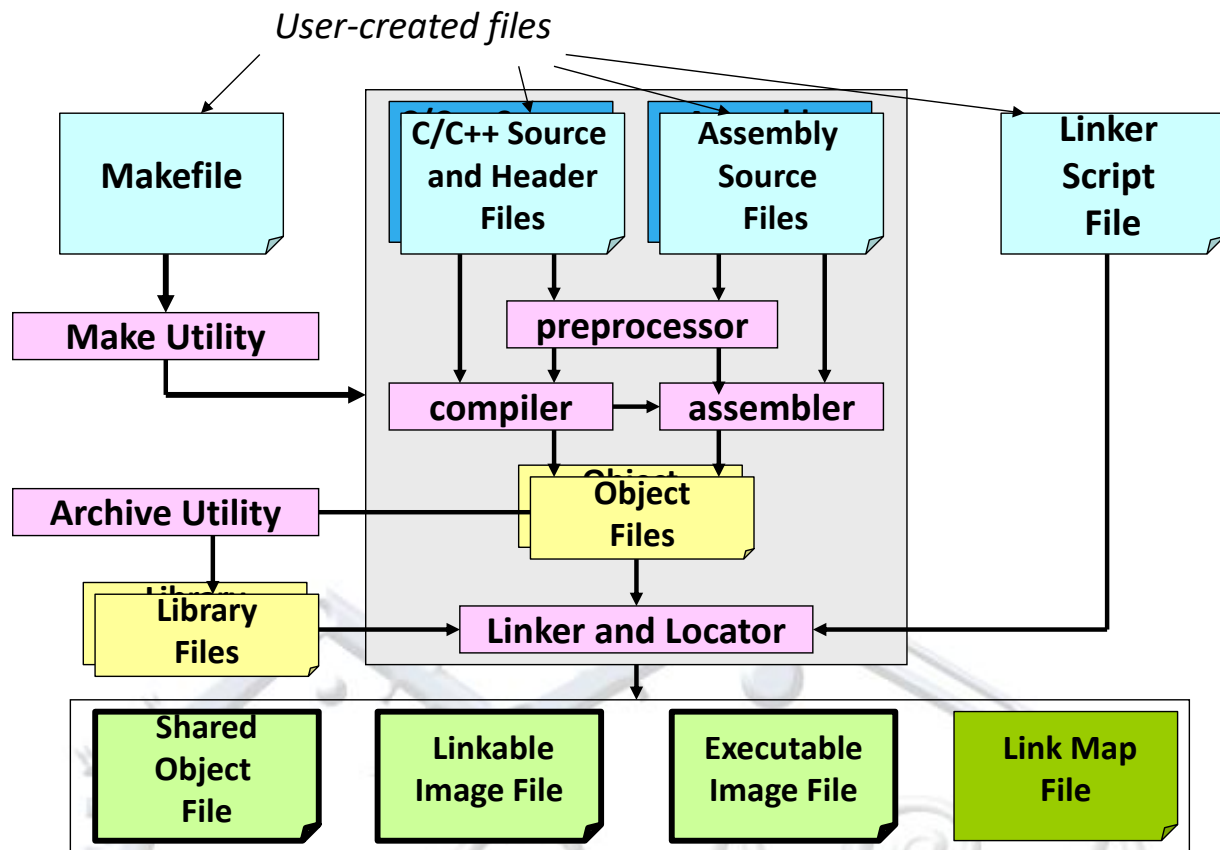 User-created files
Makefile
C/C++ Source
and Header
Files
Assembly
Source
Files
Linker
Script
File
Make Utility
preprocessor
compiler
assembler
Archive Utility
Object
Object
Files
Library
Library
Files
Linker and Locator
Shared
Object
File
Linkable
Image File
Executable
Image File
Link Map
File